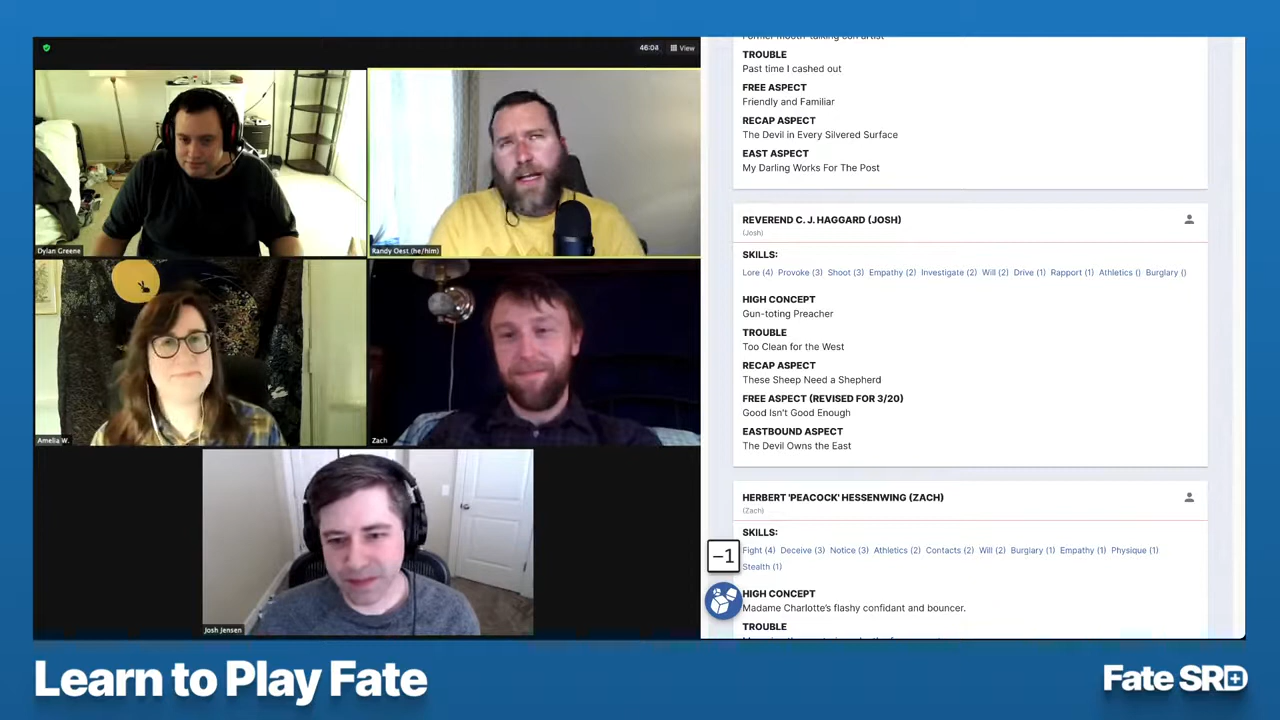 46:04
View
Dylan Greene
Randy Oest (he/him)
Amelia W.
Zach
Josh Jensen
Former mouth-talking con artist
TROUBLE
Past time I cashed out
FREE ASPECT
Friendly and Familiar
RECAP ASPECT
The Devil in Every Silvered Surface
EAST ASPECT
My Darling Works For The Post
REVEREND C. J. HAGGARD (JOSH)
(Josh)
SKILLS:
Lore (4) Provoke (3) Shoot (3) Empathy (2) Investigate (2) Will (2) Drive (1) Rapport (1) Athletics () Burglary ()
HIGH CONCEPT
Gun-toting Preacher
TROUBLE
Too Clean for the West
RECAP ASPECT
These Sheep Need a Shepherd
FREE ASPECT (REVISED FOR 3/20)
Good Isn't Good Enough
EASTBOUND ASPECT
The Devil Owns the East
HERBERT 'PEACOCK' HESSENWING (ZACH)
(Zach)
SKILLS:
Fight (4) Deceive (3) Notice (3) Athletics (2) Contacts (2) Will (2) Burglary (1) Empathy (1) Physique (1)
Stealth (1)
−1
HIGH CONCEPT
Madame Charlotte's flashy confidant and bouncer.
TROUBLE
Learn to Play Fate
Fate SRD